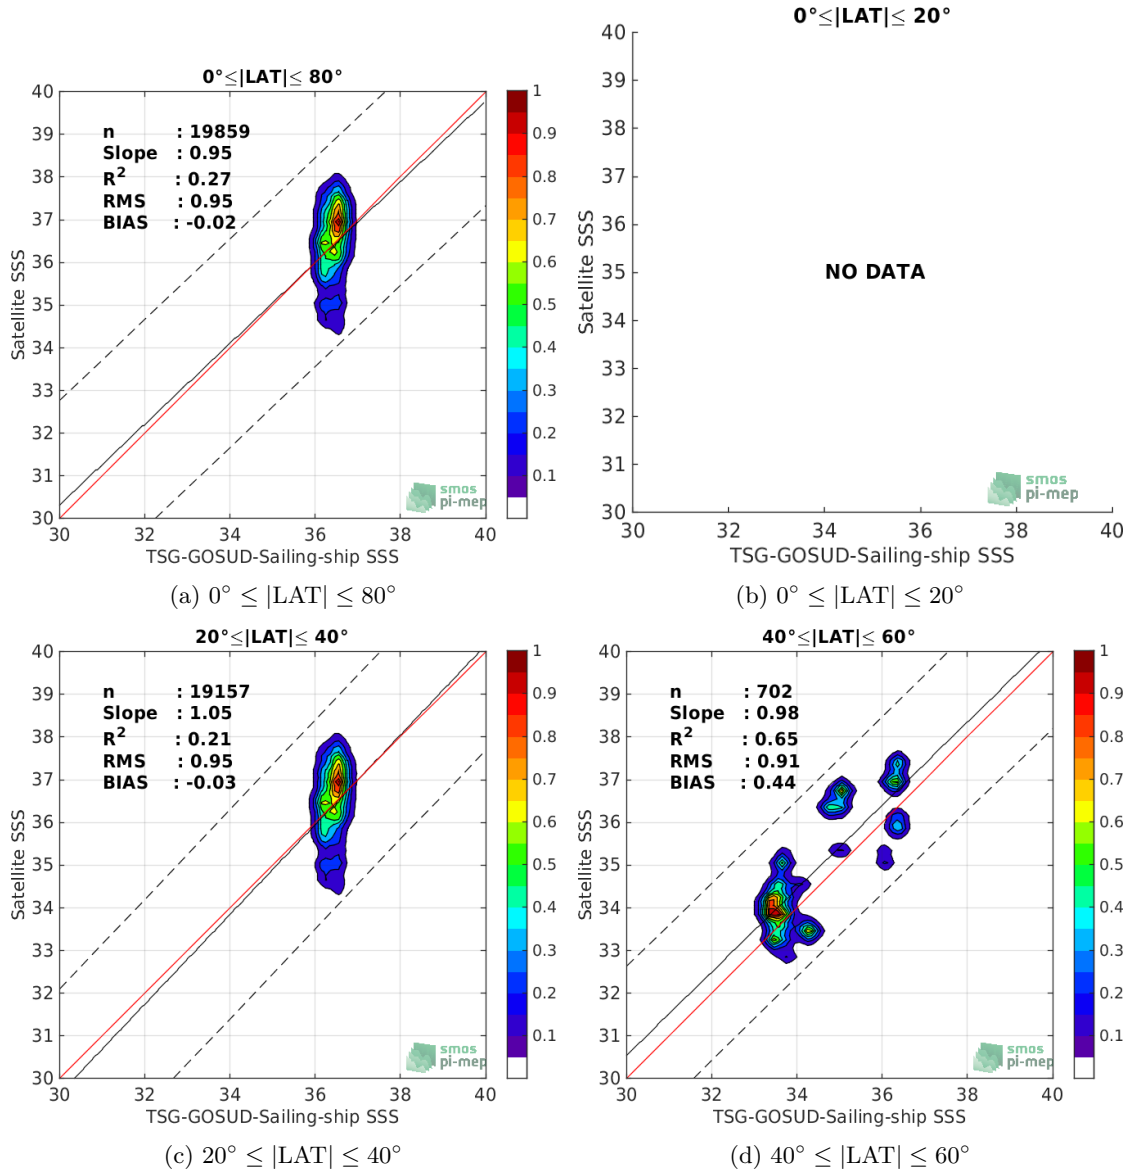 0°≤|LAT|≤ 80°
40
39
38
37
36
35
34
33
32
31
30
30
32
34
36
38
40
Satellite SSS
TSG-GOSUD-Sailing-ship SSS
n : 19859
Slope : 0.95
R² : 0.27
RMS : 0.95
BIAS : -0.02
1
0.9
0.8
0.7
0.6
0.5
0.4
0.3
0.2
0.1
smos
pi-mep
(a) 0° ≤ |LAT| ≤ 80°
0°≤|LAT|≤ 20°
40
39
38
37
36
35
34
33
32
31
30
30
32
34
36
38
40
Satellite SSS
TSG-GOSUD-Sailing-ship SSS
NO DATA
smos
pi-mep
(b) 0° ≤ |LAT| ≤ 20°
20°≤|LAT|≤ 40°
40
39
38
37
36
35
34
33
32
31
30
30
32
34
36
38
40
Satellite SSS
TSG-GOSUD-Sailing-ship SSS
n : 19157
Slope : 1.05
R² : 0.21
RMS : 0.95
BIAS : -0.03
1
0.9
0.8
0.7
0.6
0.5
0.4
0.3
0.2
0.1
smos
pi-mep
(c) 20° ≤ |LAT| ≤ 40°
40°≤|LAT|≤ 60°
40
39
38
37
36
35
34
33
32
31
30
30
32
34
36
38
40
Satellite SSS
TSG-GOSUD-Sailing-ship SSS
n : 702
Slope : 0.98
R² : 0.65
RMS : 0.91
BIAS : 0.44
1
0.9
0.8
0.7
0.6
0.5
0.4
0.3
0.2
0.1
smos
pi-mep
(d) 40° ≤ |LAT| ≤ 60°